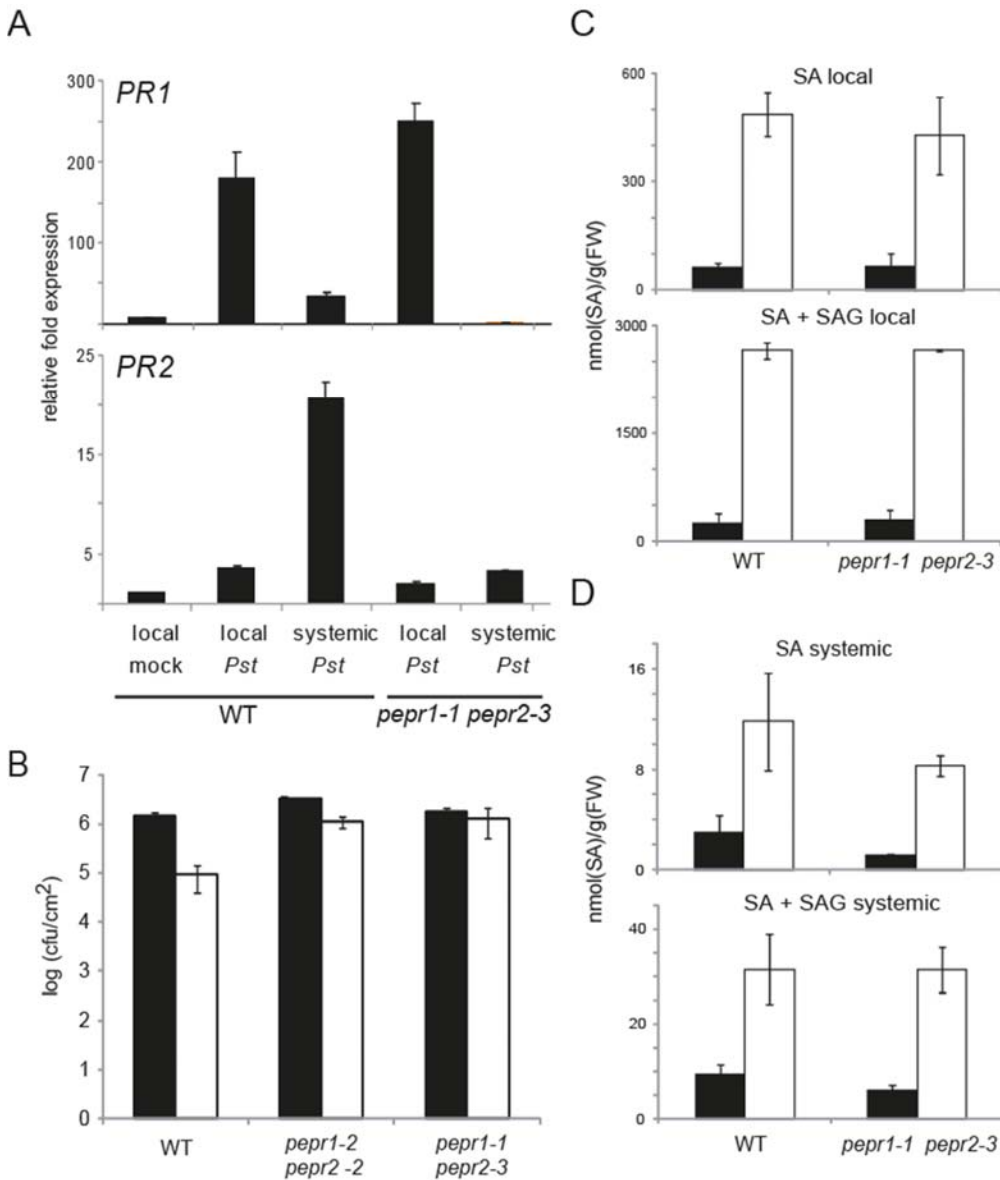 A
PR1
300
200
100
relative fold expression
PR2
25
15
5
local local systemic local systemic
mock Pst Pst Pst Pst
WT pepr1-1 pepr2-3
B
7
6
5
4
3
2
1
0
log (cfu/cm2)
WT pepr1-2 pepr1-1
pepr2 -2 pepr2-3
C
SA local
600
300
0
nmol(SA)/g(FW)
SA + SAG local
3000
1500
0
WT pepr1-1 pepr2-3
D
SA systemic
16
8
0
nmol(SA)/g(FW)
SA + SAG systemic
40
20
0
WT pepr1-1 pepr2-3